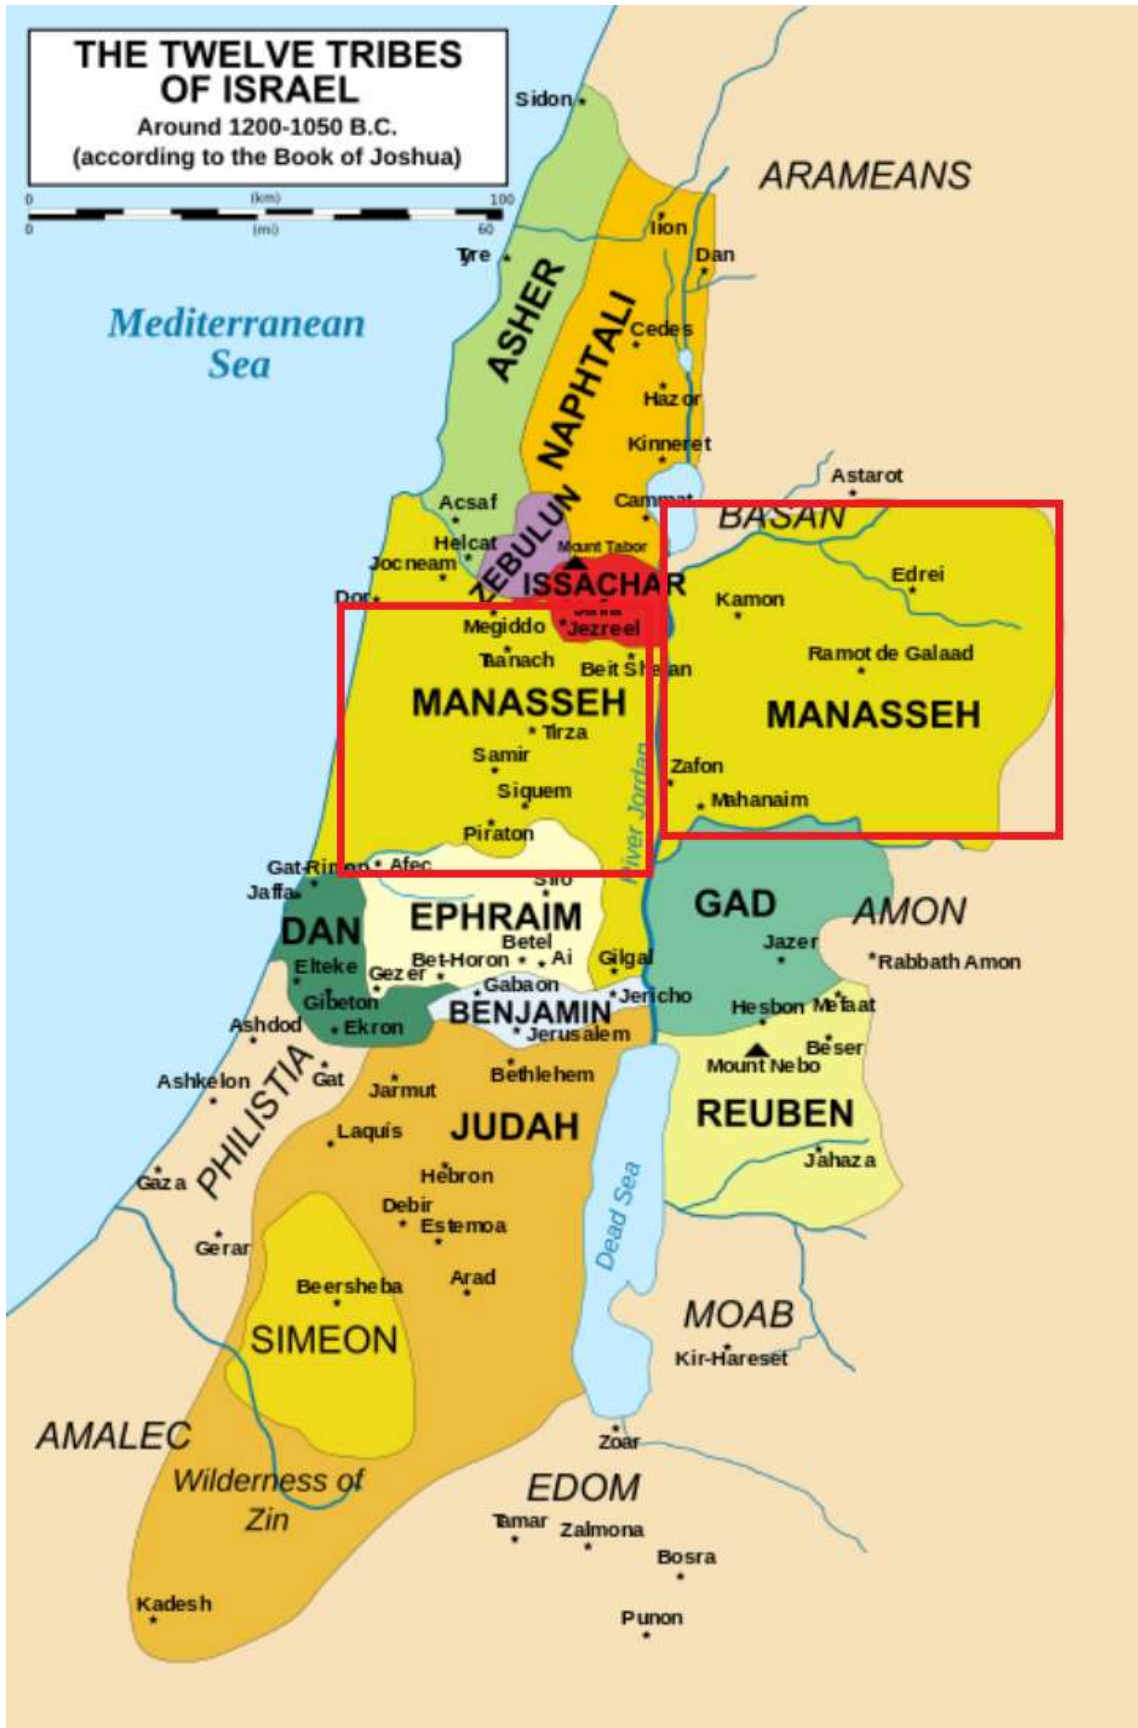 THE TWELVE TRIBES
OF ISRAEL
Around 1200-1050 B.C.
(according to the Book of Joshua)
0 (km) 100
0 (mi) 60
Sidon
ARAMEANS
Ilion
Tyre
Dan
ASHER
Mediterranean
Sea
NAPHTALI
Cedes
Hazor
Kinneret
Astarot
Cammat
Acsaf
BASAN
ZEBULUN
Helcat
Mount Tabor
Jocneam
ISSACHAR
Edrei
Dor
Kamon
Megiddo
Jezreel
Taanach
Beit Shean
Ramot de Galaad
MANASSEH
MANASSEH
Tirza
Samir
Zafon
Siquem
Mahanaim
River Jordan
Piraton
Gat-Rimon
Afec
Silo
Jaffa
GAD
EPHRAIM
AMON
DAN
Betel
Jazer
Bet-Horon
Ai
Gilgal
Rabbath Amon
Elteke
Gezer
Gabaon
Jericho
Gibeton
BENJAMIN
Hesbon
Mefaat
Ashdod
Ekron
Jerusalem
Beser
Mount Nebo
Bethlehem
Ashkelon
Gat
Jarmut
PHILISTIA
JUDAH
REUBEN
Laquis
Jahaza
Gaza
Hebron
Dead Sea
Debir
Estemoa
Gerar
Arad
Beersheba
MOAB
SIMEON
Kir-Hareset
AMALEC
Zoar
Wilderness of
Zin
EDOM
Tamar
Zalmona
Bosra
Kadesh
Punon